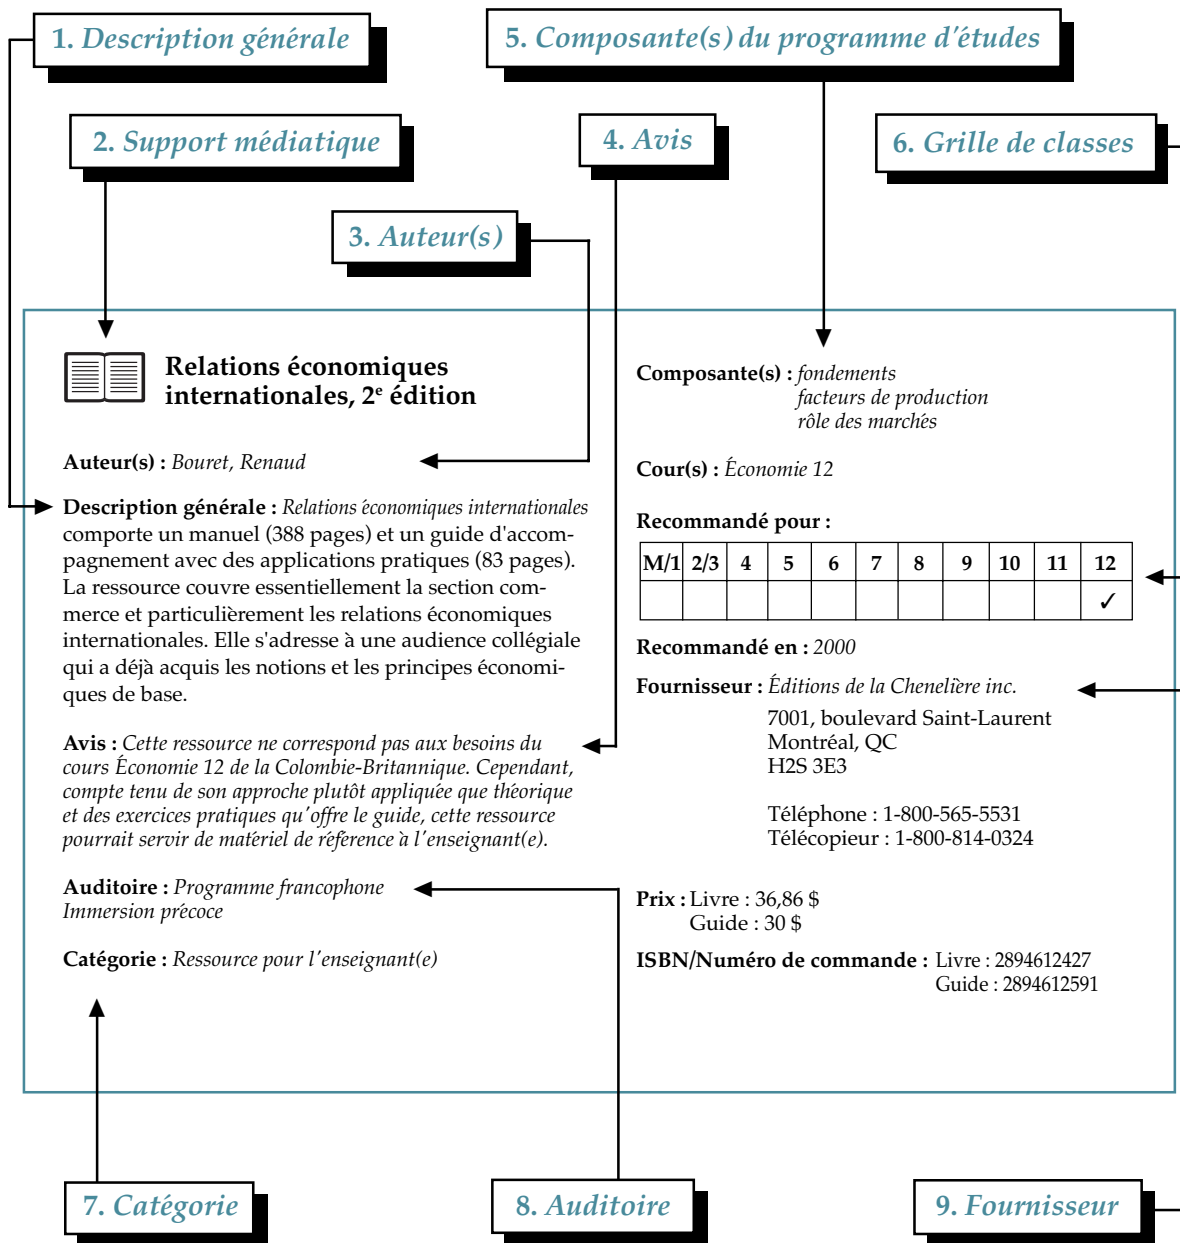 1. Description générale
5. Composante(s) du programme d'études
2. Support médiatique
4. Avis
6. Grille de classes
3. Auteur(s)
Relations économiques
internationales, 2e édition
Auteur(s) : Bouret, Renaud
Description générale : Relations économiques internationales
comporte un manuel (388 pages) et un guide d'accom-
pagnement avec des applications pratiques (83 pages).
La ressource couvre essentiellement la section com-
merce et particulièrement les relations économiques
internationales. Elle s'adresse à une audience collégiale
qui a déjà acquis les notions et les principes économi-
ques de base.
Avis : Cette ressource ne correspond pas aux besoins du
cours Économie 12 de la Colombie-Britannique. Cependant,
compte tenu de son approche plutôt appliquée que théorique
et des exercices pratiques qu'offre le guide, cette ressource
pourrait servir de matériel de référence à l'enseignant(e).
Auditoire : Programme francophone
Immersion précoce
Catégorie : Ressource pour l'enseignant(e)
Composante(s) : fondements
facteurs de production
rôle des marchés
Cour(s) : Économie 12
Recommandé pour :
M/1 2/3 4 5 6 7 8 9 10 11 12
✓
Recommandé en : 2000
Fournisseur : Éditions de la Chenelière inc.
7001, boulevard Saint-Laurent
Montréal, QC
H2S 3E3
Téléphone : 1-800-565-5531
Télécopieur : 1-800-814-0324
Prix : Livre : 36,86 $
Guide : 30 $
ISBN/Numéro de commande : Livre : 2894612427
Guide : 2894612591
7. Catégorie
8. Auditoire
9. Fournisseur